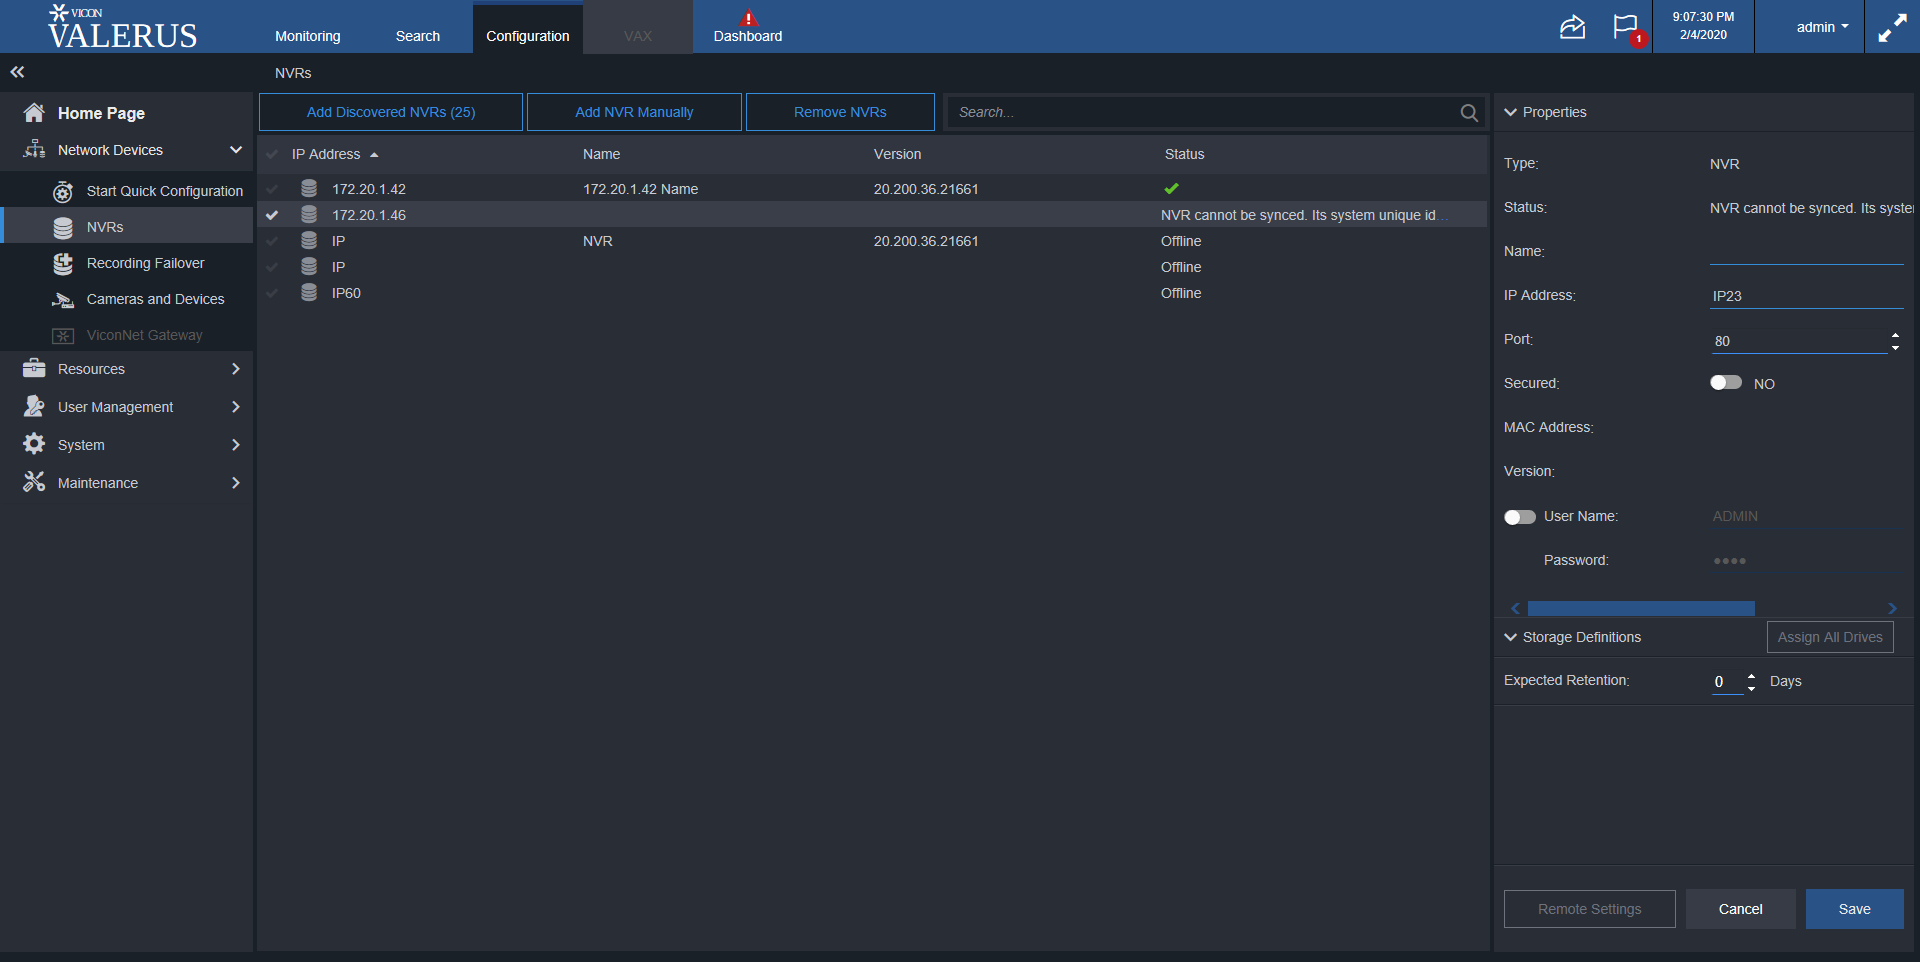 VICON
VALERUS
Monitoring
Search
Configuration
VAX
Dashboard
1
9:07:30 PM
2/4/2020
admin
NVRs
Home Page
Network Devices
Start Quick Configuration
NVRs
Recording Failover
Cameras and Devices
ViconNet Gateway
Resources
User Management
System
Maintenance
Add Discovered NVRs (25)
Add NVR Manually
Remove NVRs
Search...
IP Address Name Version Status
172.20.1.42 172.20.1.42 Name 20.200.36.21661
172.20.1.46 NVR cannot be synced. Its system unique id...
IP NVR 20.200.36.21661 Offline
IP Offline
IP60 Offline
Properties
Type: NVR
Status: NVR cannot be synced. Its syste
Name:
IP Address: IP23
Port: 80
Secured: NO
MAC Address:
Version:
User Name: ADMIN
Password: ●●●●
Storage Definitions Assign All Drives
Expected Retention: 0 Days
Remote Settings Cancel Save